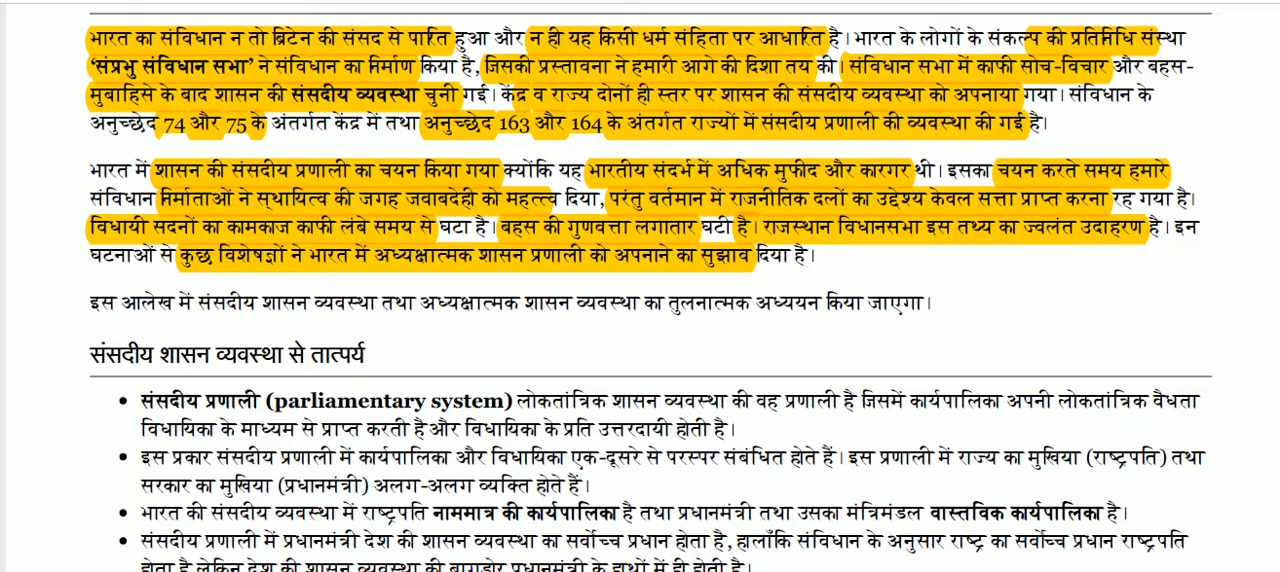 भारत का संविधान न तो ब्रिटेन की संसद से पारित हुआ और न ही यह किसी धर्म संहिता पर आधारित है। भारत के लोगों के संकल्प की प्रतिनिधि संस्था
‘संप्रभु संविधान सभा’ ने संविधान का निर्माण किया है, जिसकी प्रस्तावना ने हमारी आगे की दिशा तय की। संविधान सभा में काफी सोच-विचार और बहस-
मुबाहिसे के बाद शासन की संसदीय व्यवस्था चुनी गई। केंद्र व राज्य दोनों ही स्तर पर शासन की संसदीय व्यवस्था को अपनाया गया। संविधान के
अनुच्छेद 74 और 75 के अंतर्गत केंद्र में तथा अनुच्छेद 163 और 164 के अंतर्गत राज्यों में संसदीय प्रणाली की व्यवस्था की गई है।
भारत में शासन की संसदीय प्रणाली का चयन किया गया क्योंकि यह भारतीय संदर्भ में अधिक मुफीद और कारगर थी। इसका चयन करते समय हमारे
संविधान निर्माताओं ने स्थायित्व की जगह जवाबदेही को महत्त्व दिया, परंतु वर्तमान में राजनीतिक दलों का उद्देश्य केवल सत्ता प्राप्त करना रह गया है।
विधायी सदनों का कामकाज काफी लंबे समय से घटा है। बहस की गुणवत्ता लगातार घटी है। राजस्थान विधानसभा इस तथ्य का ज्वलंत उदाहरण है। इन
घटनाओं से कुछ विशेषज्ञों ने भारत में अध्यक्षात्मक शासन प्रणाली को अपनाने का सुझाव दिया है।
इस आलेख में संसदीय शासन व्यवस्था तथा अध्यक्षात्मक शासन व्यवस्था का तुलनात्मक अध्ययन किया जाएगा।
संसदीय शासन व्यवस्था से तात्पर्य
• संसदीय प्रणाली (parliamentary system) लोकतांत्रिक शासन व्यवस्था की वह प्रणाली है जिसमें कार्यपालिका अपनी लोकतांत्रिक वैधता
विधायिका के माध्यम से प्राप्त करती है और विधायिका के प्रति उत्तरदायी होती है।
• इस प्रकार संसदीय प्रणाली में कार्यपालिका और विधायिका एक-दूसरे से परस्पर संबंधित होते हैं। इस प्रणाली में राज्य का मुखिया (राष्ट्रपति) तथा
सरकार का मुखिया (प्रधानमंत्री) अलग-अलग व्यक्ति होते हैं।
• भारत की संसदीय व्यवस्था में राष्ट्रपति नाममात्र की कार्यपालिका है तथा प्रधानमंत्री तथा उसका मंत्रिमंडल वास्तविक कार्यपालिका है।
• संसदीय प्रणाली में प्रधानमंत्री देश की शासन व्यवस्था का सर्वोच्च प्रधान होता है, हालाँकि संविधान के अनुसार राष्ट्र का सर्वोच्च प्रधान राष्ट्रपति
होता है लेकिन देश की शासन व्यवस्था की बागडोर प्रधानमंत्री के हाथों में ही होती है।